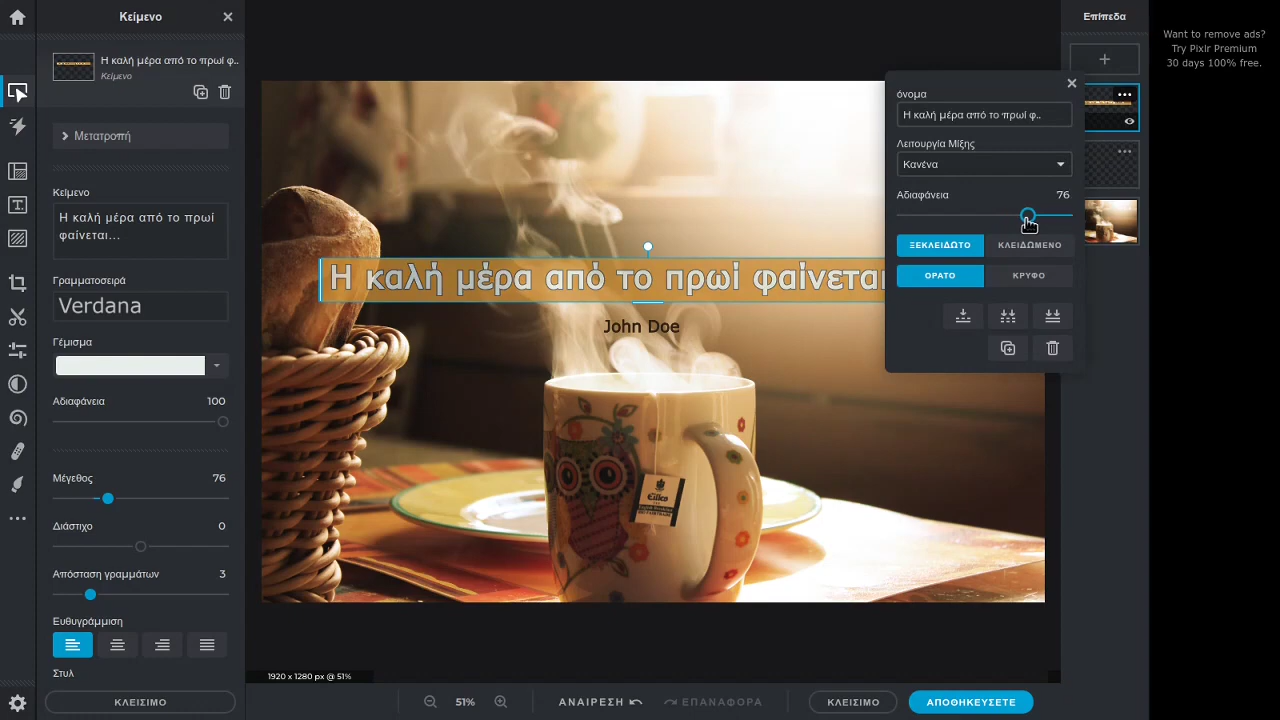 Κείμενο
Επίπεδα
Want to remove ads?
Try Pixlr Premium
30 days 100% free.
Η καλή μέρα από το πρωί φ..
Κείμενο
Μετατροπή
Κείμενο
Η καλή μέρα από το πρωί
φαίνεται...
Γραμματοσειρά
Verdana
Γέμισμα
Αδιαφάνεια 100
Μέγεθος 76
Διάστιχο 0
Απόσταση γραμμάτων 3
Ευθυγράμμιση
Στυλ
ΚΛΕΙΣΙΜΟ
Η καλή μέρα από το πρωί φαίνεται
John Doe
Eilles
όνομα
Η καλή μέρα από το πρωί φ..
Λειτουργία Μίξης
Κανένα
Αδιαφάνεια 76
ΞΕΚΛΕΙΔΩΤΟ ΚΛΕΙΔΩΜΕΝΟ
ΟΡΑΤΟ ΚΡΥΦΟ
1920 x 1280 px @ 51%
51% ΑΝΑΙΡΕΣΗ ΕΠΑΝΑΦΟΡΑ ΚΛΕΙΣΙΜΟ ΑΠΟΘΗΚΕΥΣΕΤΕ